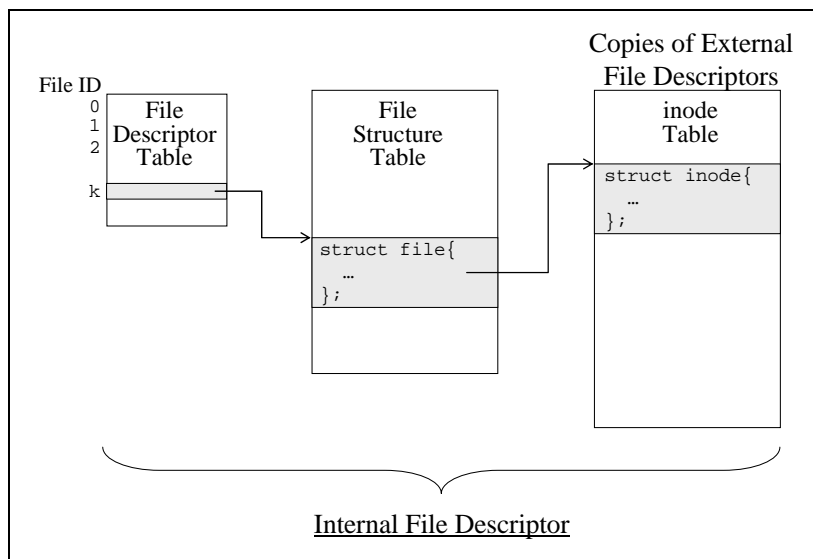 Copies of External
File Descriptors
File ID
0
1
2
k
File
Descriptor
Table
File
Structure
Table
struct file{
…
};
inode
Table
struct inode{
…
};
Internal File Descriptor